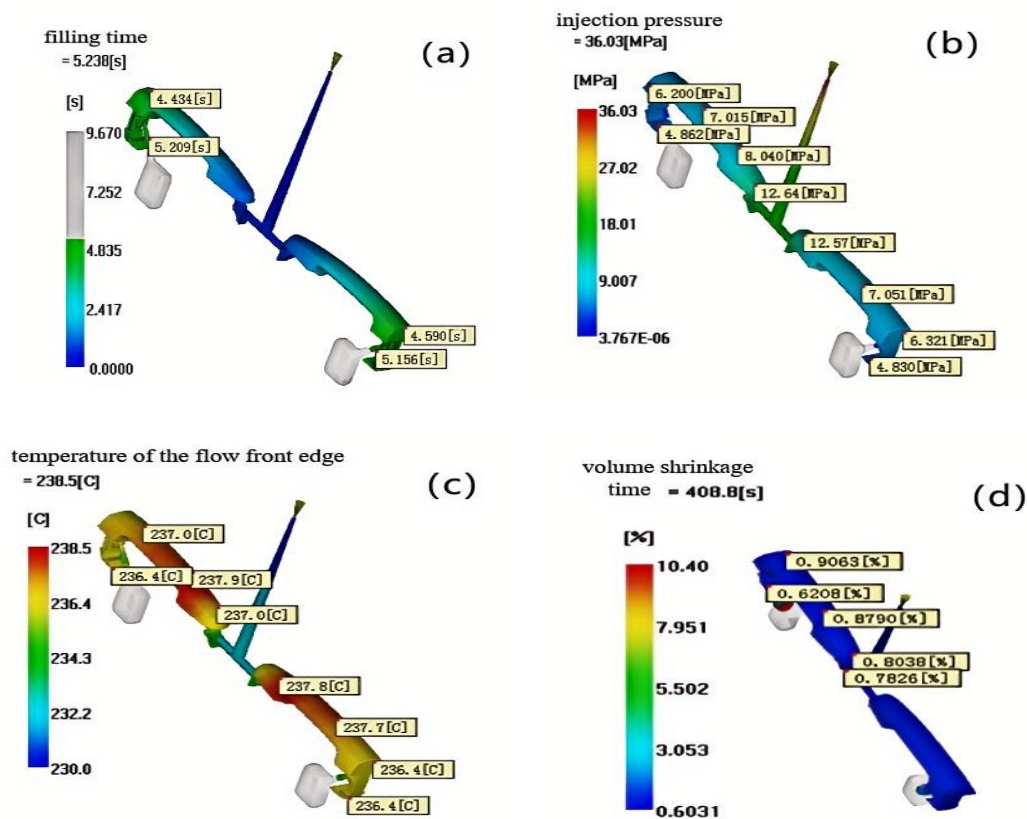 filling time
= 5.238[s]
(a)
[s]
9.670
7.252
4.835
2.417
0.0000
4.434[s]
5.209[s]
4.590[s]
5.156[s]
injection pressure
= 36.03[MPa]
(b)
[MPa]
36.03
27.02
18.01
9.007
3.767E-06
6.200[MPa]
7.015[MPa]
4.862[MPa]
8.040[MPa]
12.64[MPa]
12.57[MPa]
7.051[MPa]
6.321[MPa]
4.830[MPa]
temperature of the flow front edge
= 238.5[C]
(c)
[C]
238.5
236.4
234.3
232.2
230.0
237.0[C]
236.4[C]
237.9[C]
237.0[C]
237.8[C]
237.7[C]
236.4[C]
236.4[C]
volume shrinkage
time = 408.8[s]
(d)
[%]
10.40
7.951
5.502
3.053
0.6031
0.9063[%]
0.6208[%]
0.8790[%]
0.8038[%]
0.7826[%]